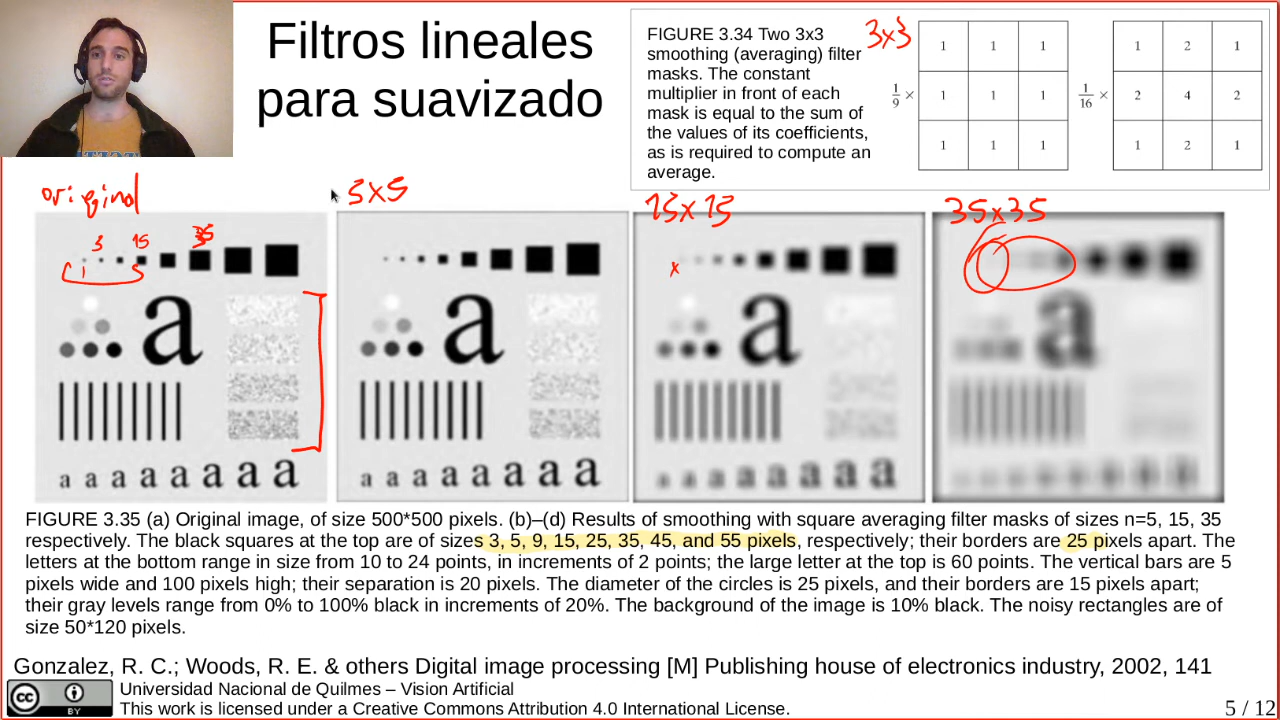 Filtros lineales
para suavizado
FIGURE 3.34 Two 3x3
smoothing (averaging) filter
masks. The constant
multiplier in front of each
mask is equal to the sum of
the values of its coefficients,
as is required to compute an
average.
3x3
1/9 ×
1 1 1
1 1 1
1 1 1
1/16 ×
1 2 1
2 4 2
1 2 1
original
5x5
15x15
35x35
3 15 35
x
a
a a a a a a a a
a
a a a a a a a a
a
a a a a a a a a
a
FIGURE 3.35 (a) Original image, of size 500*500 pixels. (b)–(d) Results of smoothing with square averaging filter masks of sizes n=5, 15, 35
respectively. The black squares at the top are of sizes 3, 5, 9, 15, 25, 35, 45, and 55 pixels, respectively; their borders are 25 pixels apart. The
letters at the bottom range in size from 10 to 24 points, in increments of 2 points; the large letter at the top is 60 points. The vertical bars are 5
pixels wide and 100 pixels high; their separation is 20 pixels. The diameter of the circles is 25 pixels, and their borders are 15 pixels apart;
their gray levels range from 0% to 100% black in increments of 20%. The background of the image is 10% black. The noisy rectangles are of
size 50*120 pixels.
Gonzalez, R. C.; Woods, R. E. & others Digital image processing [M] Publishing house of electronics industry, 2002, 141
cc BY
Universidad Nacional de Quilmes – Vision Artificial
This work is licensed under a Creative Commons Attribution 4.0 International License.
5 / 12